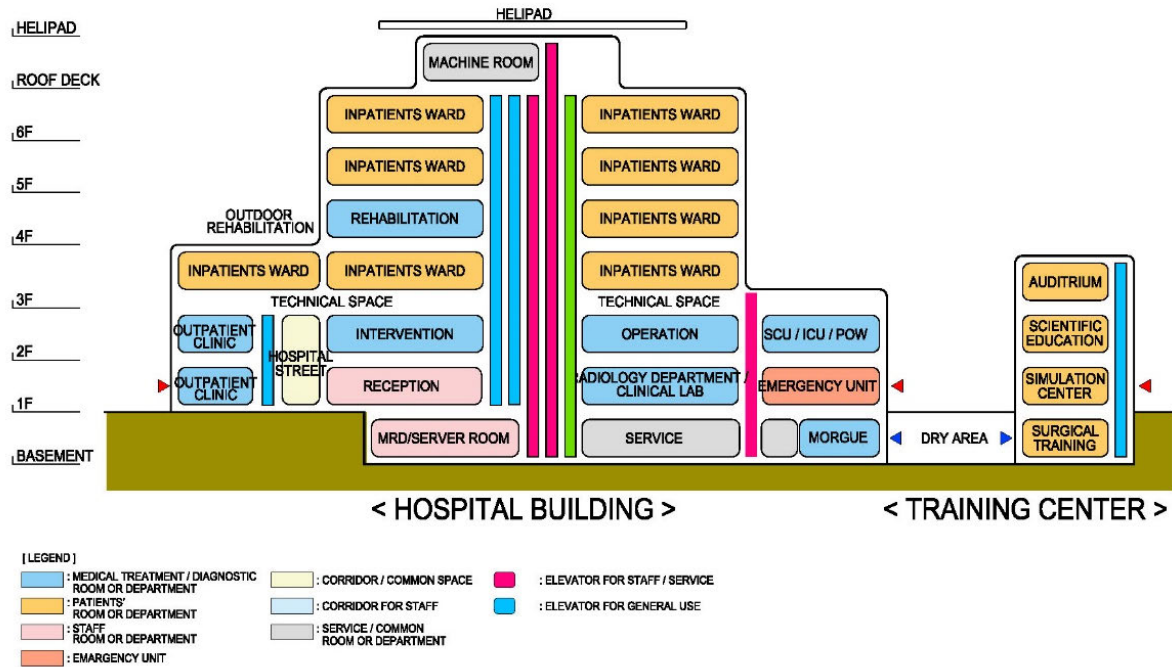 HELIPAD
HELIPAD
MACHINE ROOM
ROOF DECK
INPATIENTS WARD
INPATIENTS WARD
6F
INPATIENTS WARD
INPATIENTS WARD
5F
OUTDOOR
REHABILITATION
REHABILITATION
INPATIENTS WARD
4F
INPATIENTS WARD
INPATIENTS WARD
INPATIENTS WARD
AUDITRIUM
3F
TECHNICAL SPACE
TECHNICAL SPACE
OUTPATIENT
CLINIC
HOSPITAL
STREET
INTERVENTION
OPERATION
SCU / ICU / POW
SCIENTIFIC
EDUCATION
2F
OUTPATIENT
CLINIC
RECEPTION
RADIOLOGY DEPARTMENT /
CLINICAL LAB
EMERGENCY UNIT
SIMULATION
CENTER
1F
MRD/SERVER ROOM
SERVICE
MORGUE
DRY AREA
SURGICAL
TRAINING
BASEMENT
< HOSPITAL BUILDING >
< TRAINING CENTER >
[ LEGEND ]
: MEDICAL TREATMENT / DIAGNOSTIC
ROOM OR DEPARTMENT
: PATIENTS'
ROOM OR DEPARTMENT
: STAFF
ROOM OR DEPARTMENT
: EMARGENCY UNIT
: CORRIDOR / COMMON SPACE
: CORRIDOR FOR STAFF
: SERVICE / COMMON
ROOM OR DEPARTMENT
: ELEVATOR FOR STAFF / SERVICE
: ELEVATOR FOR GENERAL USE